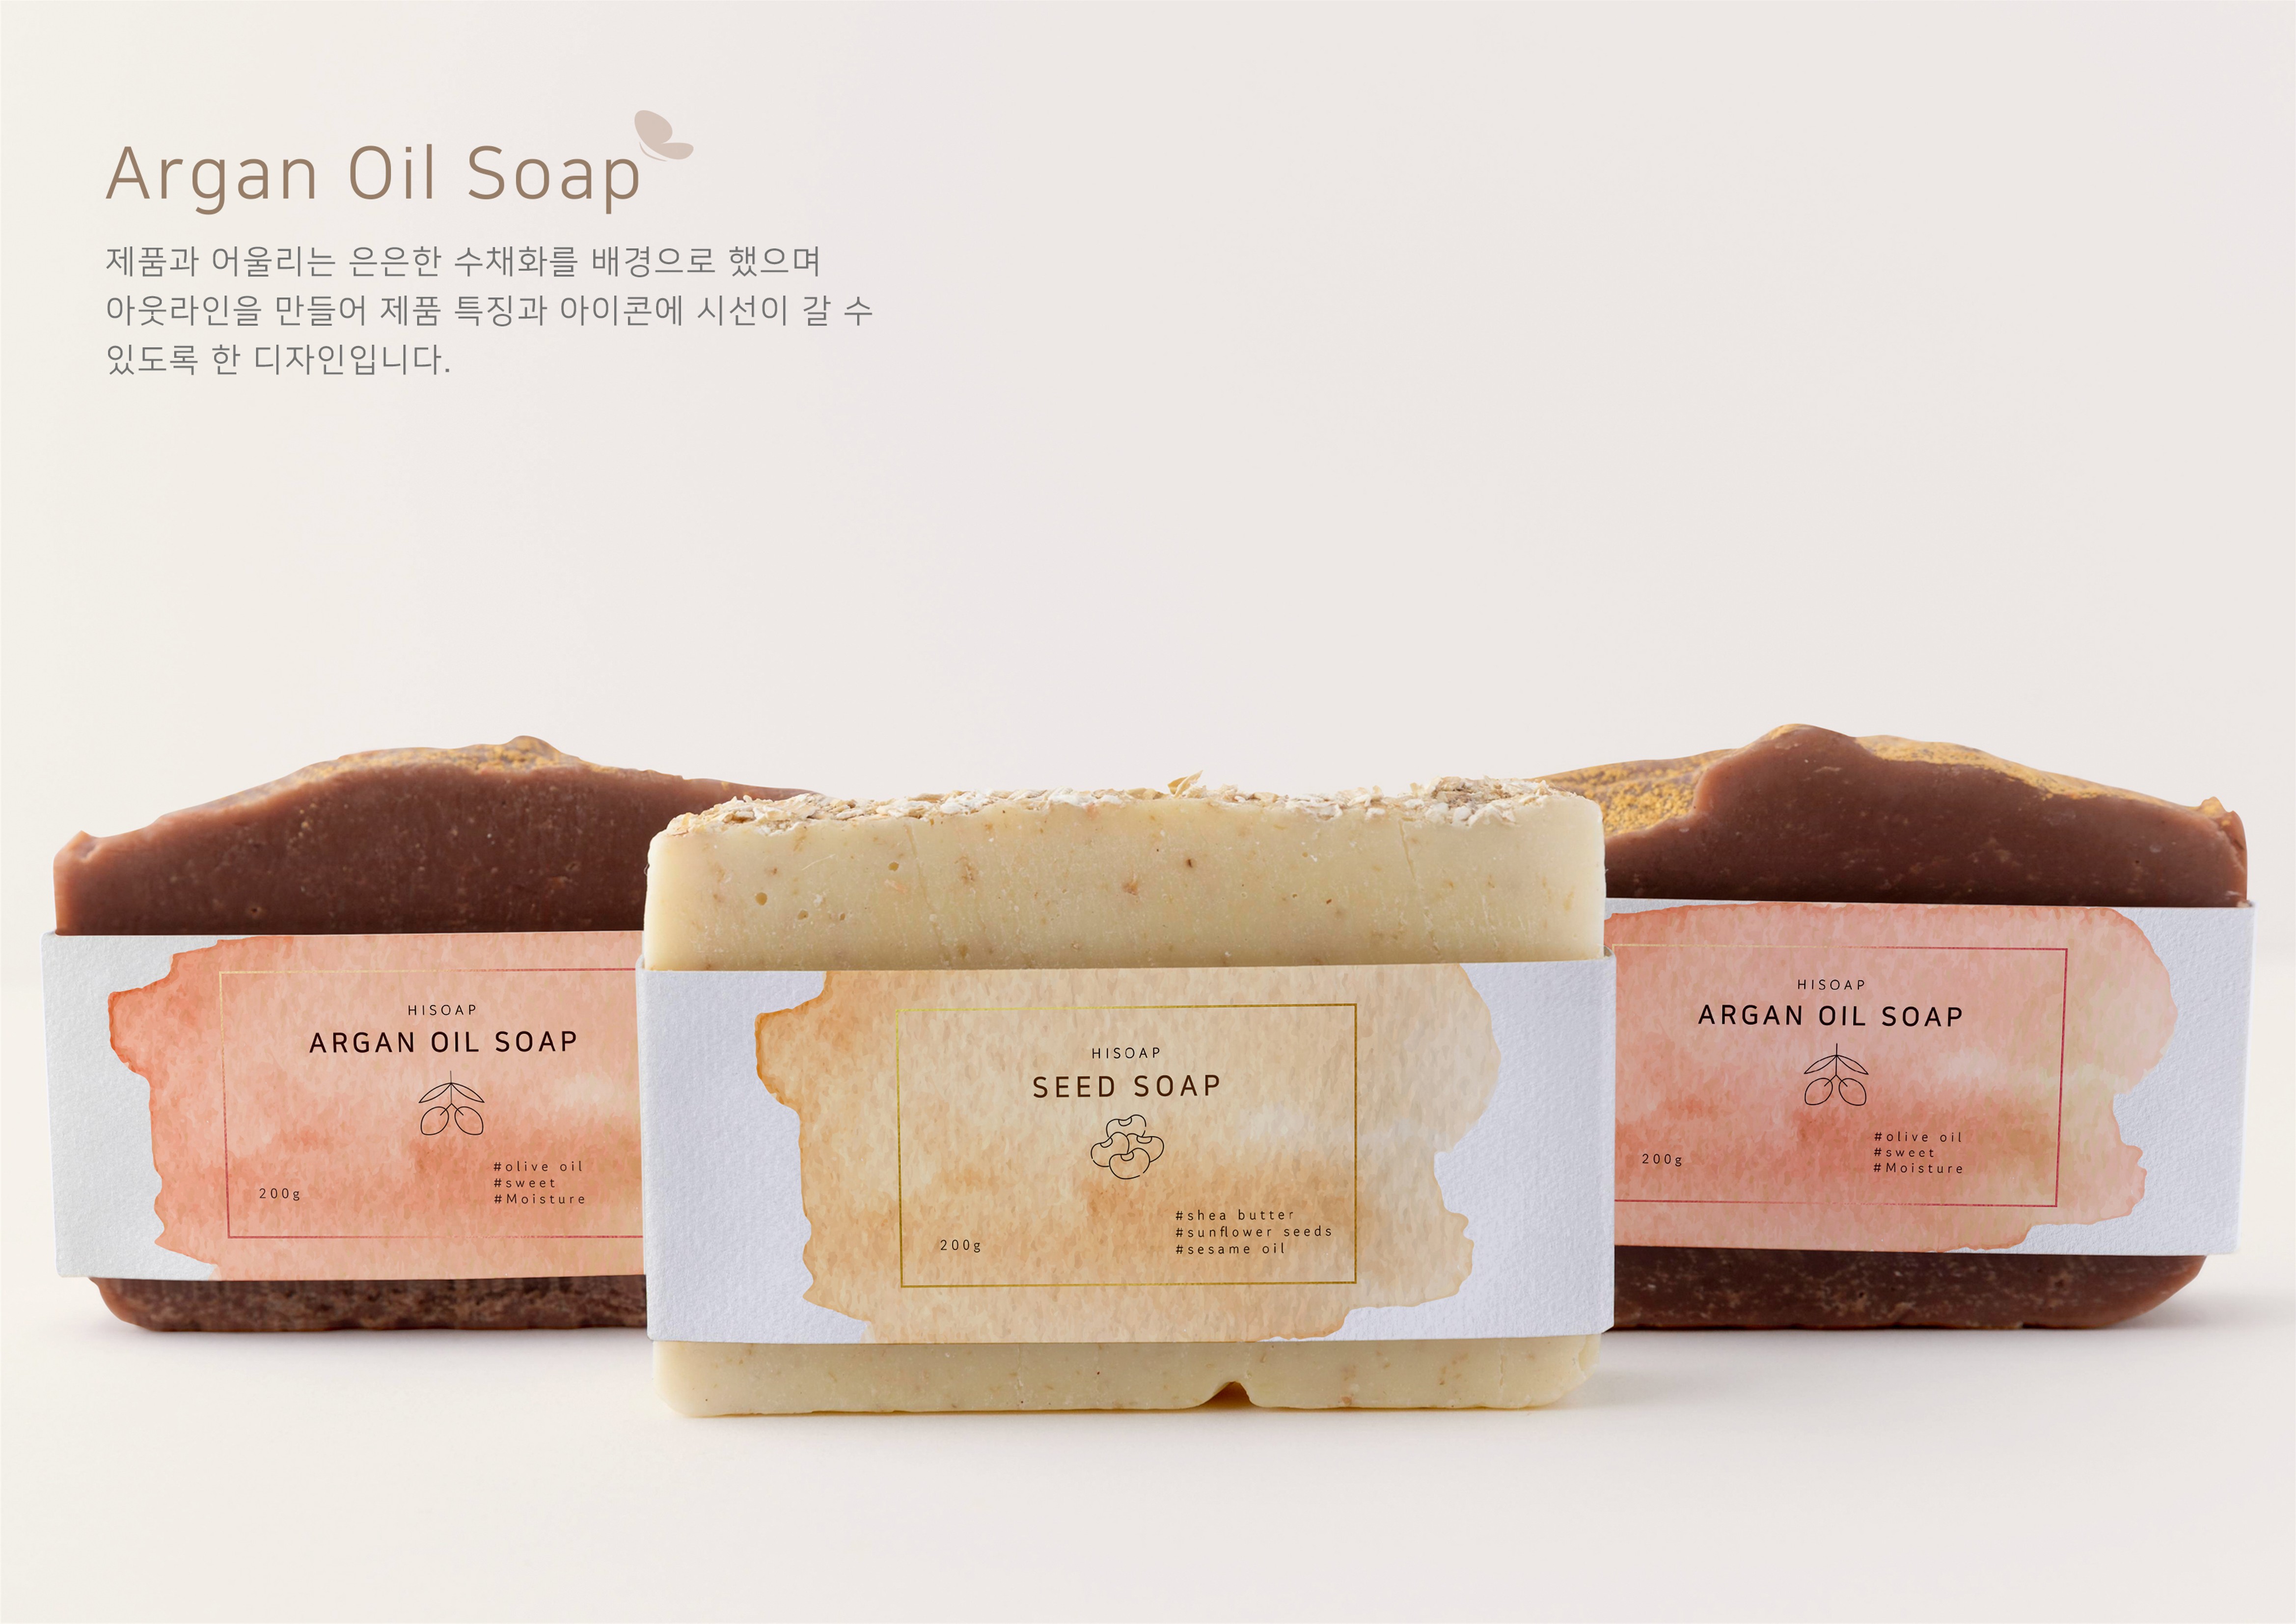 Argan Oil Soap
제품과 어울리는 은은한 수채화를 배경으로 했으며
아웃라인을 만들어 제품 특징과 아이콘에 시선이 갈 수
있도록 한 디자인입니다.
HISOAP
ARGAN OIL SOAP
200g
#olive oil
#sweet
#Moisture
HISOAP
SEED SOAP
200g
#shea butter
#sunflower seeds
#sesame oil
HISOAP
ARGAN OIL SOAP
200g
#olive oil
#sweet
#Moisture